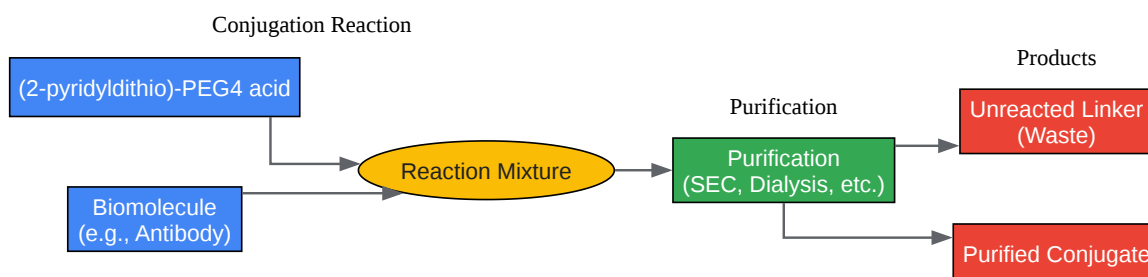 Conjugation Reaction
(2-pyridyldithio)-PEG4 acid
Biomolecule
(e.g., Antibody)
Reaction Mixture
Purification
Purification
(SEC, Dialysis, etc.)
Products
Unreacted Linker
(Waste)
Purified Conjugate